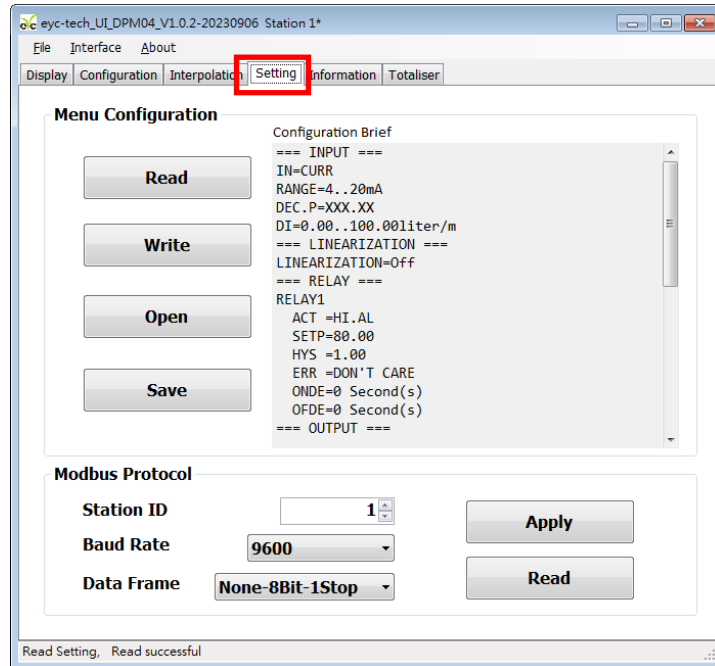 eyc eyc-tech_UI_DPM04_V1.0.2-20230906 Station 1*
File Interface About
Display Configuration Interpolation Setting Information Totaliser
Menu Configuration
Configuration Brief
Read
Write
Open
Save
=== INPUT ===
IN=CURR
RANGE=4..20mA
DEC.P=XXX.XX
DI=0.00..100.00liter/m
=== LINEARIZATION ===
LINEARIZATION=Off
=== RELAY ===
RELAY1
ACT =HI.AL
SETP=80.00
HYS =1.00
ERR =DON'T CARE
ONDE=0 Second(s)
OFDE=0 Second(s)
=== OUTPUT ===
Modbus Protocol
Station ID 1
Baud Rate 9600
Data Frame None-8Bit-1Stop
Apply
Read
Read Setting, Read successful